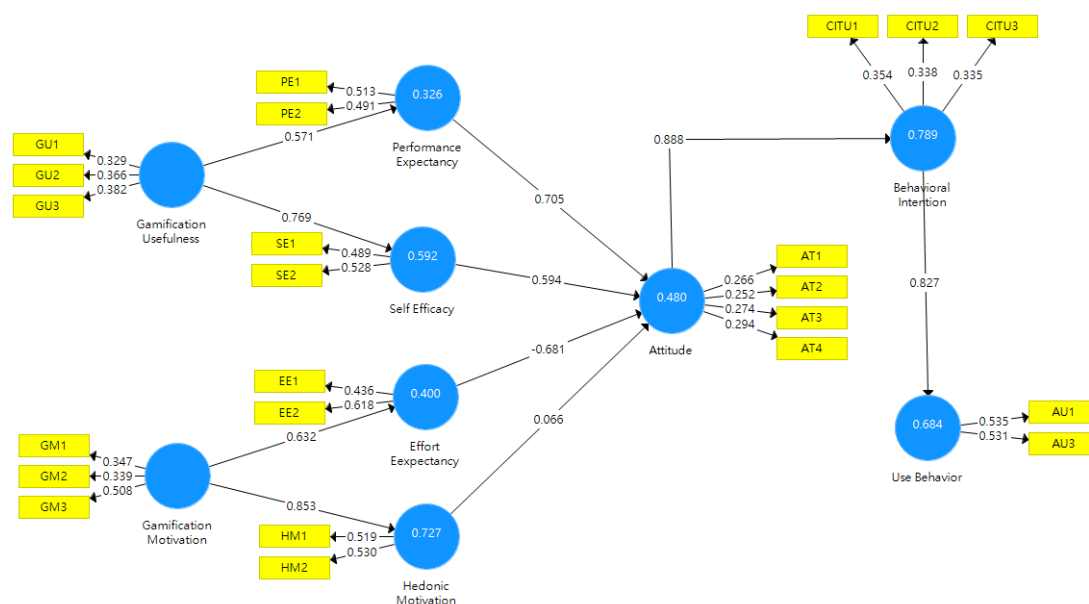 CITU1
CITU2
CITU3
0.354
0.338
0.335
0.789
Behavioral
Intention
0.888
0.827
PE1
PE2
0.513
0.491
0.326
Performance
Expectancy
0.571
0.705
GU1
GU2
GU3
0.329
0.366
0.382
Gamification
Usefulness
0.769
SE1
SE2
0.489
0.528
0.592
Self Efficacy
0.594
0.480
Attitude
0.266
0.252
0.274
0.294
AT1
AT2
AT3
AT4
-0.681
EE1
EE2
0.436
0.618
0.400
Effort
Eexpectancy
0.632
0.066
0.684
Use Behavior
0.535
0.531
AU1
AU3
GM1
GM2
GM3
0.347
0.339
0.508
Gamification
Motivation
0.853
HM1
HM2
0.519
0.530
0.727
Hedonic
Motivation